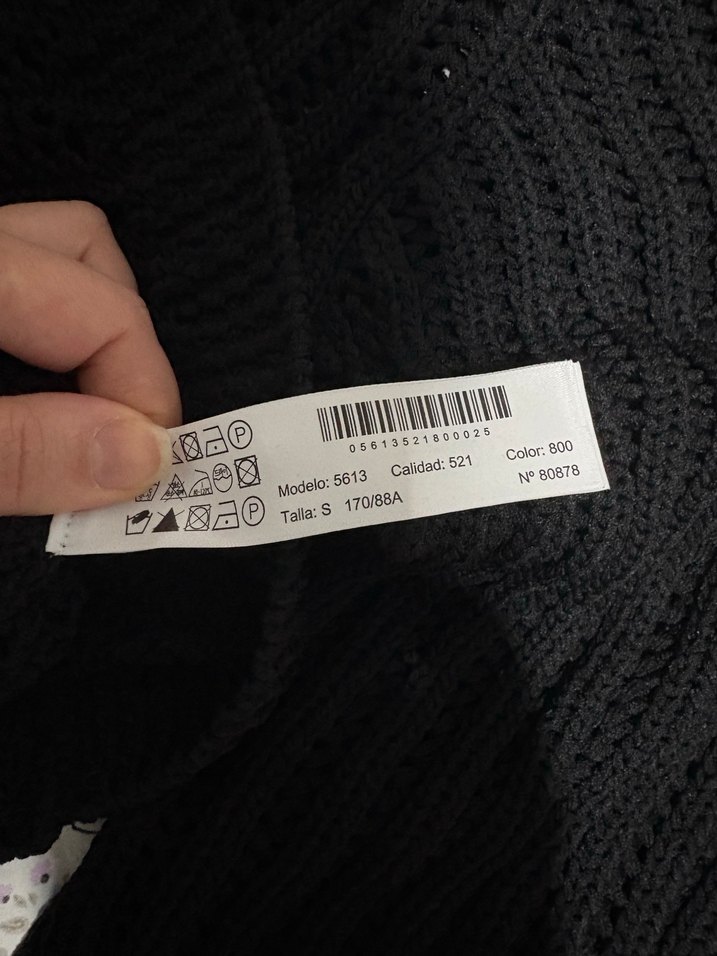 05613521800025
Modelo: 5613 Calidad: 521 Color: 800
Talla: S 170/88A Nº 80878
P
P